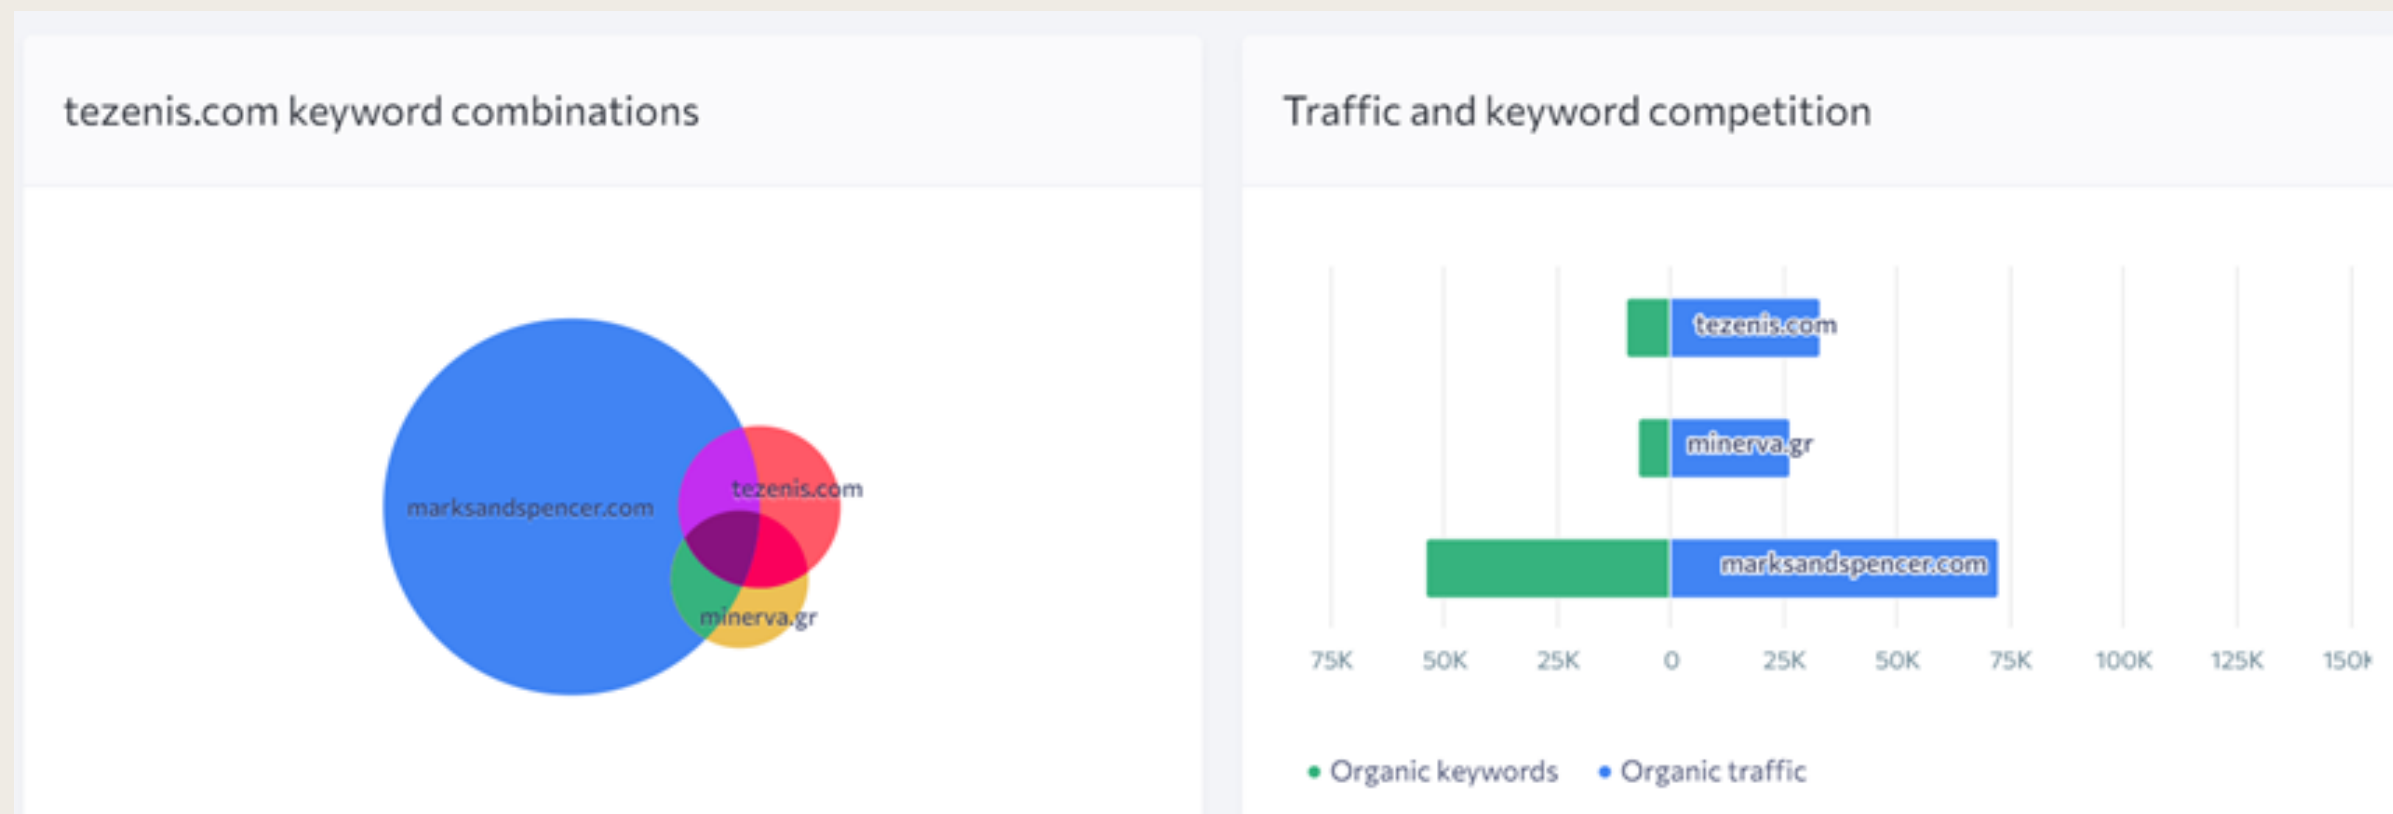 tezenis.com keyword combinations
marksandspencer.com
tezenis.com
minerva.gr
Traffic and keyword competition
tezenis.com
minerva.gr
marksandspencer.com
75K 50K 25K 0 25K 50K 75K 100K 125K 150K
Organic keywords Organic traffic